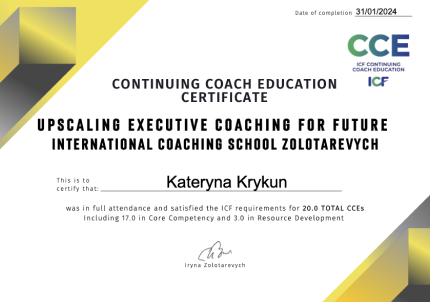 Date of completion 31/01/2024
CCE
ICF CONTINUING
COACH EDUCATION
ICF
CONTINUING COACH EDUCATION
CERTIFICATE
UPSCALING EXECUTIVE COACHING FOR FUTURE
INTERNATIONAL COACHING SCHOOL ZOLOTAREVYCH
This is to
certify that:
Kateryna Krykun
was in full attendance and satisfied the ICF requirements for 20.0 TOTAL CCEs
Including 17.0 in Core Competency and 3.0 in Resource Development
Iryna Zolotarevych